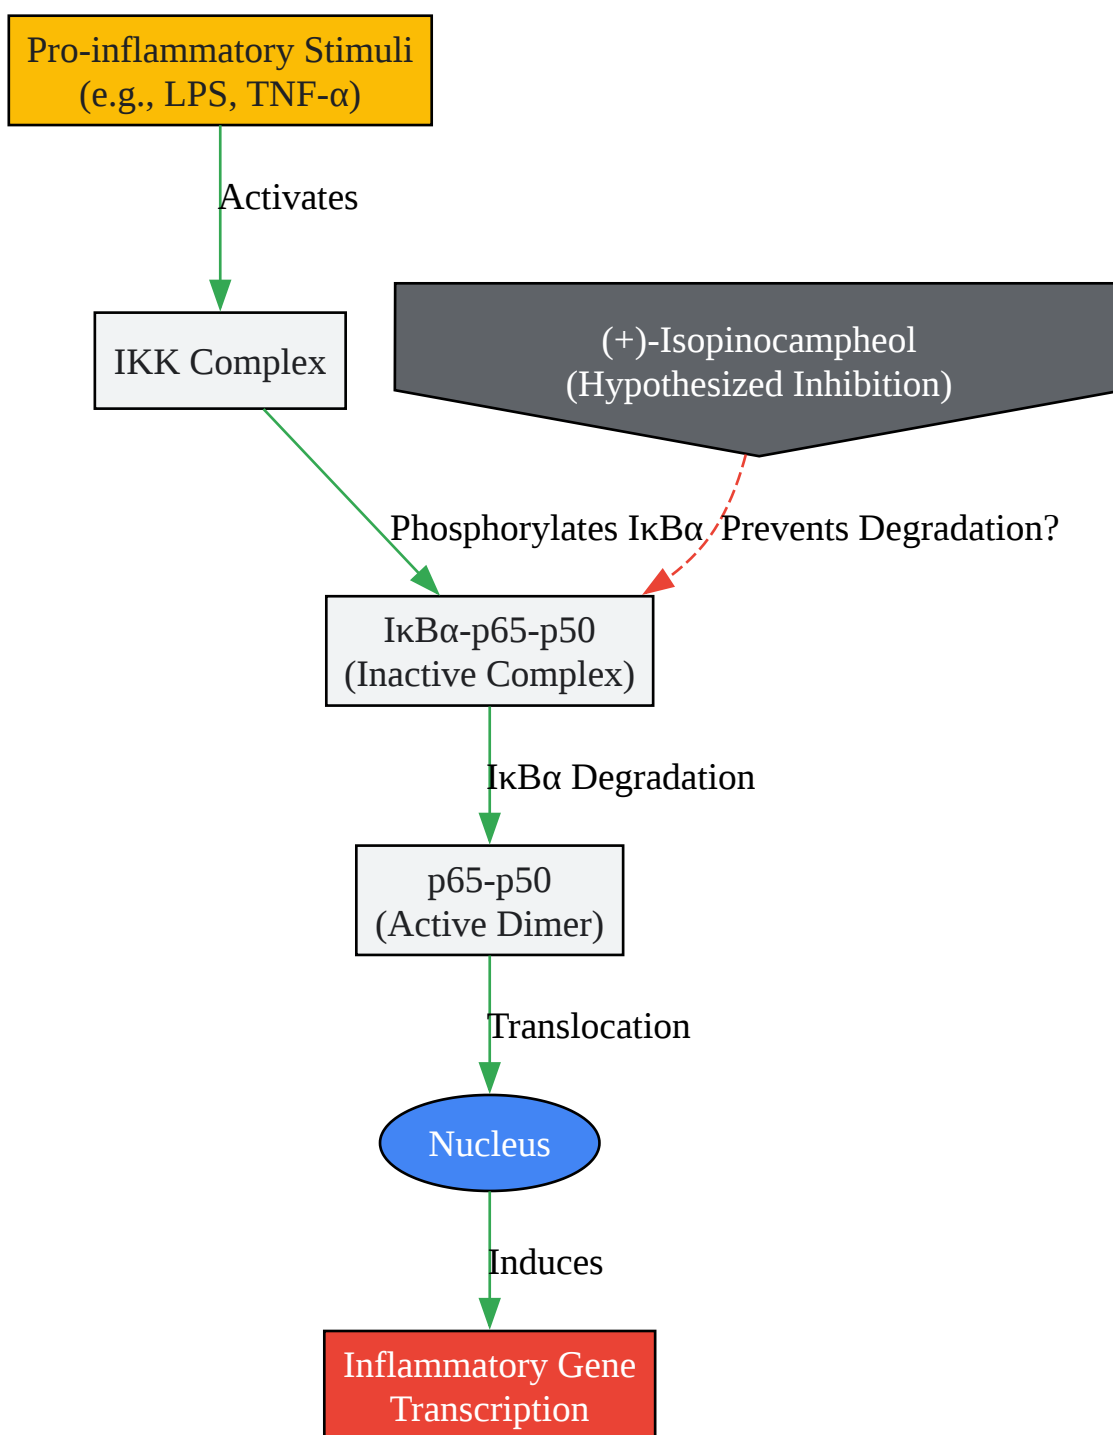 Pro-inflammatory Stimuli
(e.g., LPS, TNF-α)
Activates
IKK Complex
(+)-Isopinocampheol
(Hypothesized Inhibition)
Phosphorylates IκBα
Prevents Degradation?
IκBα-p65-p50
(Inactive Complex)
IκBα Degradation
p65-p50
(Active Dimer)
Translocation
Nucleus
Induces
Inflammatory Gene
Transcription